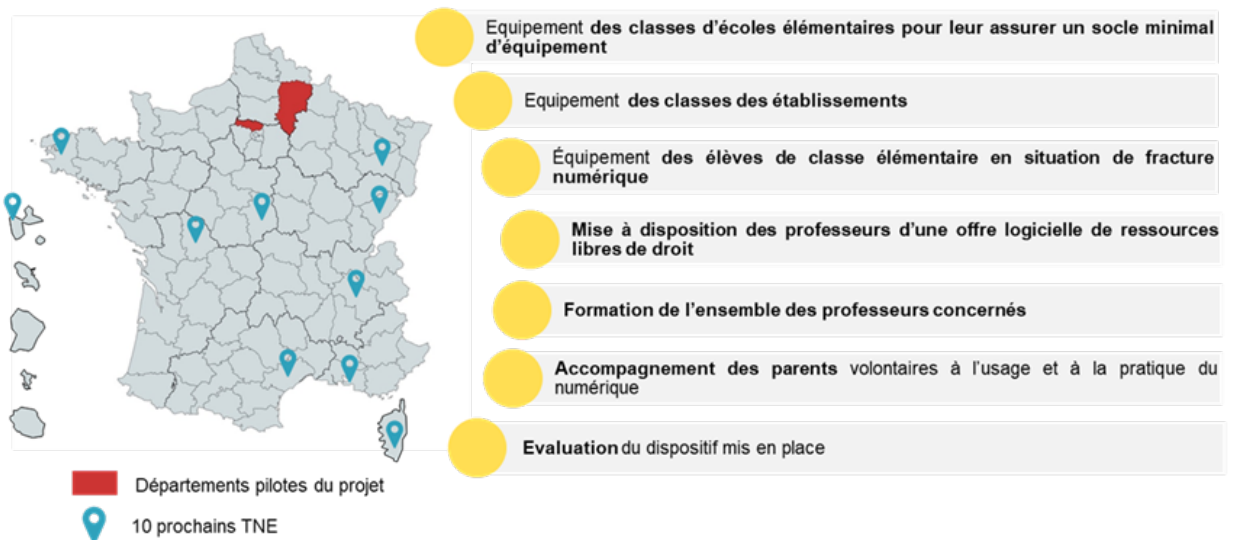 Equipement des classes d’écoles élémentaires pour leur assurer un socle minimal
d’équipement
Equipement des classes des établissements
Équipement des élèves de classe élémentaire en situation de fracture
numérique
Mise à disposition des professeurs d’une offre logicielle de ressources
libres de droit
Formation de l’ensemble des professeurs concernés
Accompagnement des parents volontaires à l’usage et à la pratique du
numérique
Evaluation du dispositif mis en place
Départements pilotes du projet
10 prochains TNE